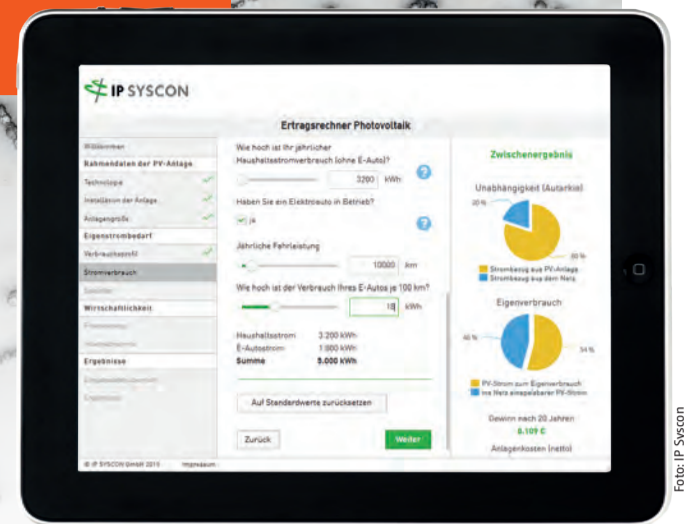 IP SYSCON
Ertragsrechner Photovoltaik
Willkommen
Rahmendaten der PV-Anlage
Technologie
Installation der Anlage
Anlagengröße
Eigenstrombedarf
Verbrauchsprofil
Stromverbrauch
Wirtschaftlichkeit
Ergebnisse
Wie hoch ist Ihr jährlicher
Haushaltsstromverbrauch (ohne E-Auto)?
3200 kWh
Haben Sie ein Elektroauto in Betrieb?
ja
Jährliche Fahrleistung
10000 km
Wie hoch ist der Verbrauch Ihres E-Autos je 100 km?
18 kWh
Haushaltsstrom 3.200 kWh
E-Autostrom 1.800 kWh
Summe 5.000 kWh
Auf Standardwerte zurücksetzen
Zurück
Weiter
Zwischenergebnis
Unabhängigkeit (Autarkie)
20 %
80 %
Strombezug aus PV-Anlage
Strombezug aus dem Netz
Eigenverbrauch
54 %
PV-Strom zum Eigenverbrauch
ins Netz einspeisbarer PV-Strom
Gewinn nach 20 Jahren
Anlagenkosten (netto)
© IP SYSCON GmbH Impressum
Foto: IP Syscon